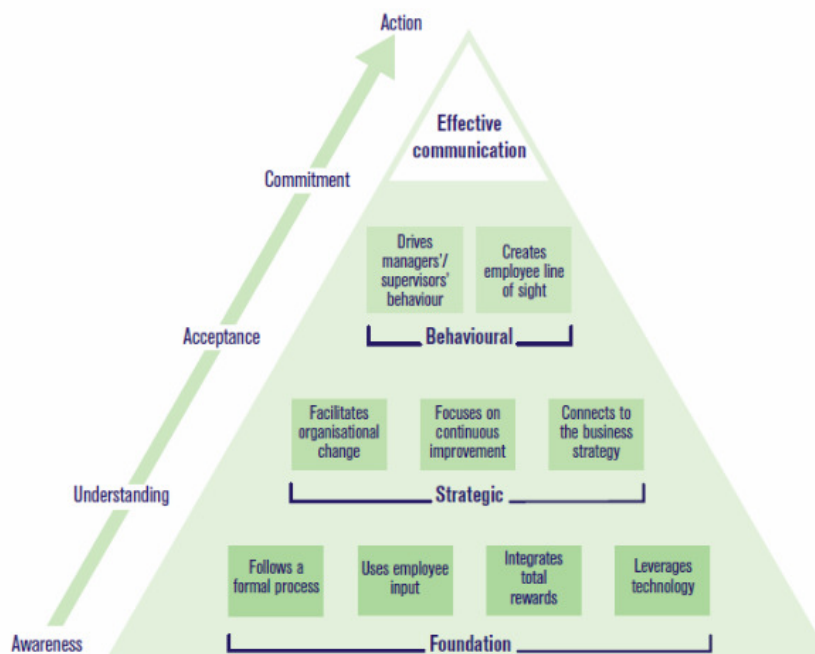 Action
Effective
communication
Commitment
Drives
managers'/
supervisors'
behaviour
Creates
employee line
of sight
Acceptance
Behavioural
Facilitates
organisational
change
Focuses on
continuous
improvement
Connects to
the business
strategy
Understanding
Strategic
Follows a
formal process
Uses employee
input
Integrates
total
rewards
Leverages
technology
Awareness
Foundation